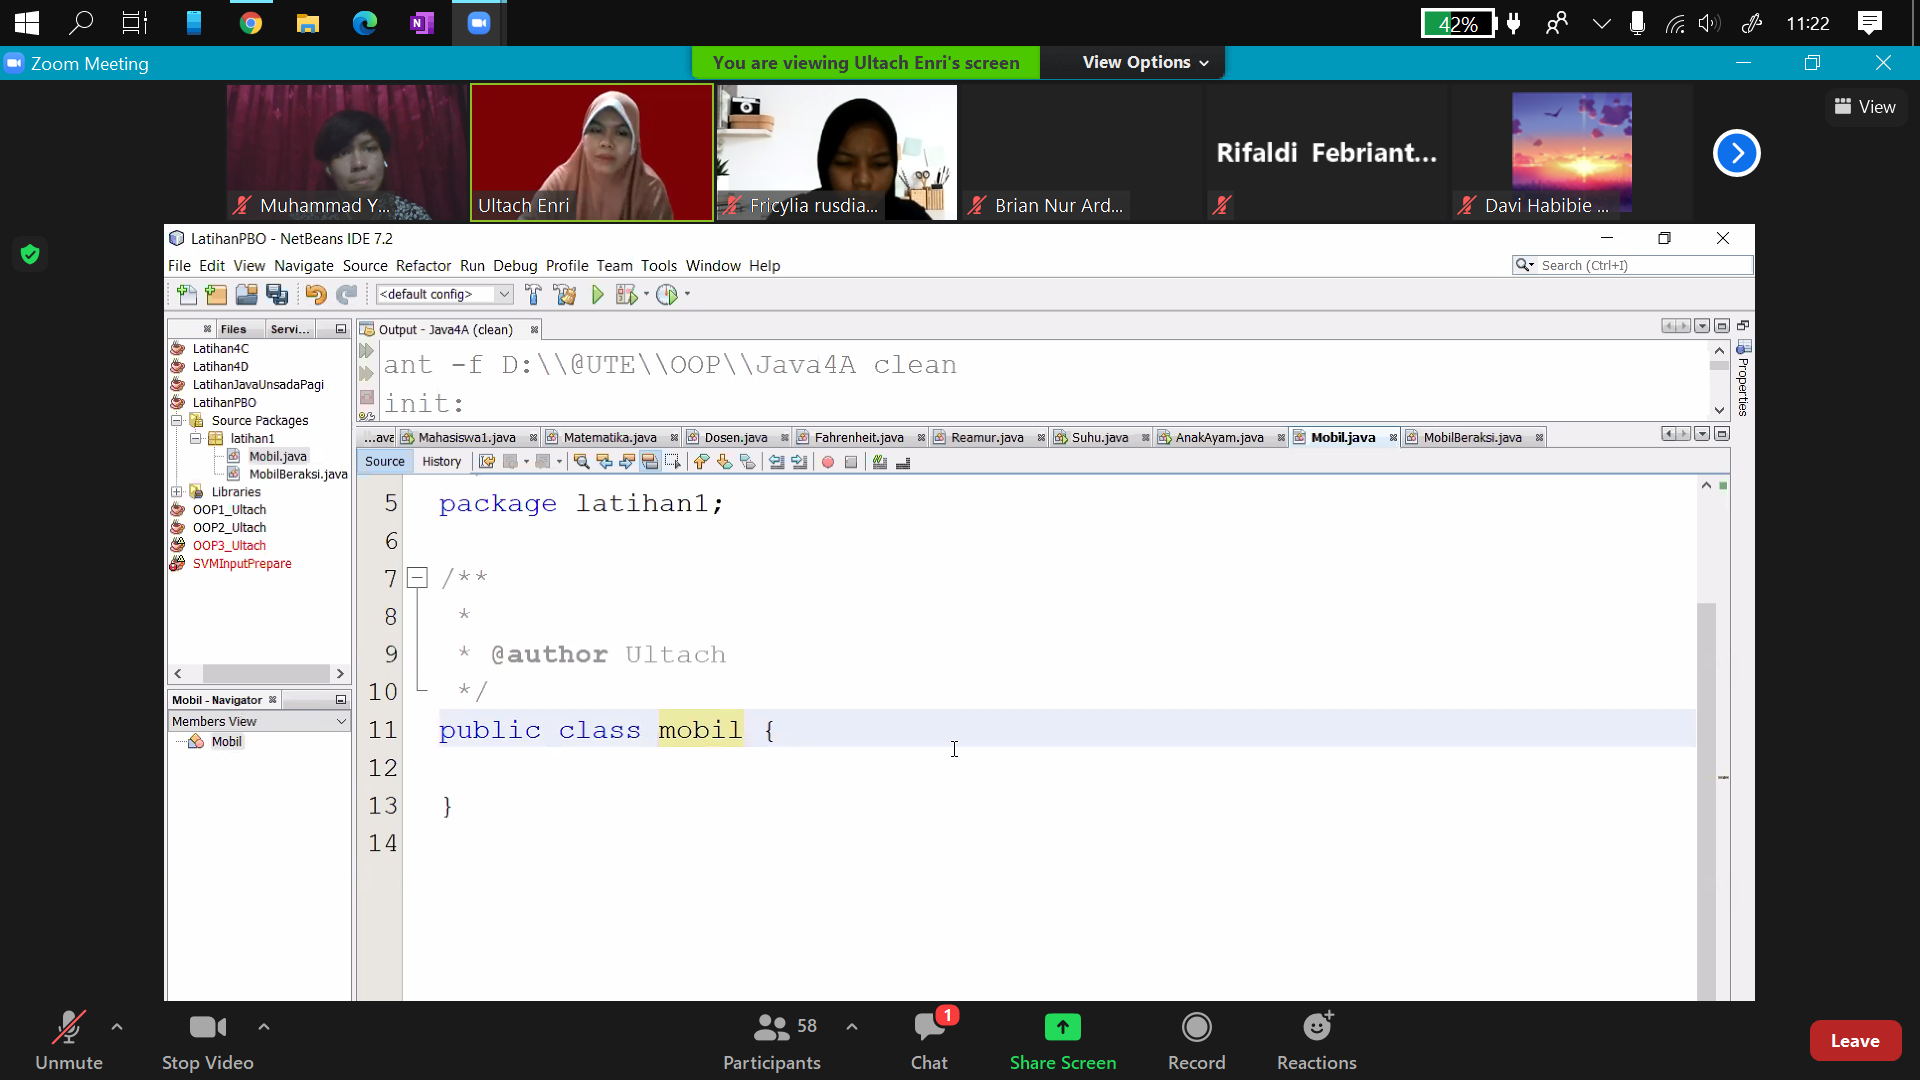 42%
11:22
Zoom Meeting
You are viewing Ultach Enri's screen
View Options
View
Muhammad Y...
Ultach Enri
Fricylia rusdia...
Brian Nur Ard...
Rifaldi Febriant...
Davi Habibie ...
LatihanPBO - NetBeans IDE 7.2
File Edit View Navigate Source Refactor Run Debug Profile Team Tools Window Help
Search (Ctrl+I)
<default config>
Files
Servi...
Output - Java4A (clean)
Latihan4C
Latihan4D
LatihanJavaUnsadaPagi
LatihanPBO
Source Packages
latihan1
Mobil.java
MobilBeraksi.java
Libraries
OOP1_Ultach
OOP2_Ultach
OOP3_Ultach
SVMInputPrepare
ant -f D:\\@UTE\\OOP\\Java4A clean
init:
Properties
...ava Mahasiswa1.java Matematika.java Dosen.java Fahrenheit.java Reamur.java Suhu.java AnakAyam.java Mobil.java MobilBeraksi.java
Source History
5 package latihan1;
6
7 /**
8 *
9 * @author Ultach
10 */
11 public class mobil {
12
13 }
14
Mobil - Navigator
Members View
Mobil
Unmute
Stop Video
58
Participants
1
Chat
Share Screen
Record
Reactions
Leave